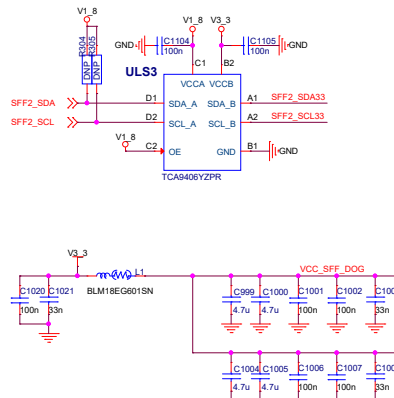 V1_8
V1_8
V3_3
R304
R305
DNP
DNP
GND
C1104
100n
C1105
100n
GND
C1
B2
ULS3
VCCA VCCB
SFF2_SDA
D1
SDA_A
SDA_B
A1
SFF2_SDA33
SFF2_SCL
D2
SCL_A
SCL_B
A2
SFF2_SCL33
V1_8
C2
OE
GND
B1
GND
TCA9406YZPR
V3_3
L1
VCC_SFF_DOG
C1020
C1021
BLM18EG601SN
C999
C1000
C1001
C1002
100n
33n
4.7u
4.7u
100n
100n
33n
C1004
C1005
C1006
C1007
4.7u
4.7u
100n
100n
33n